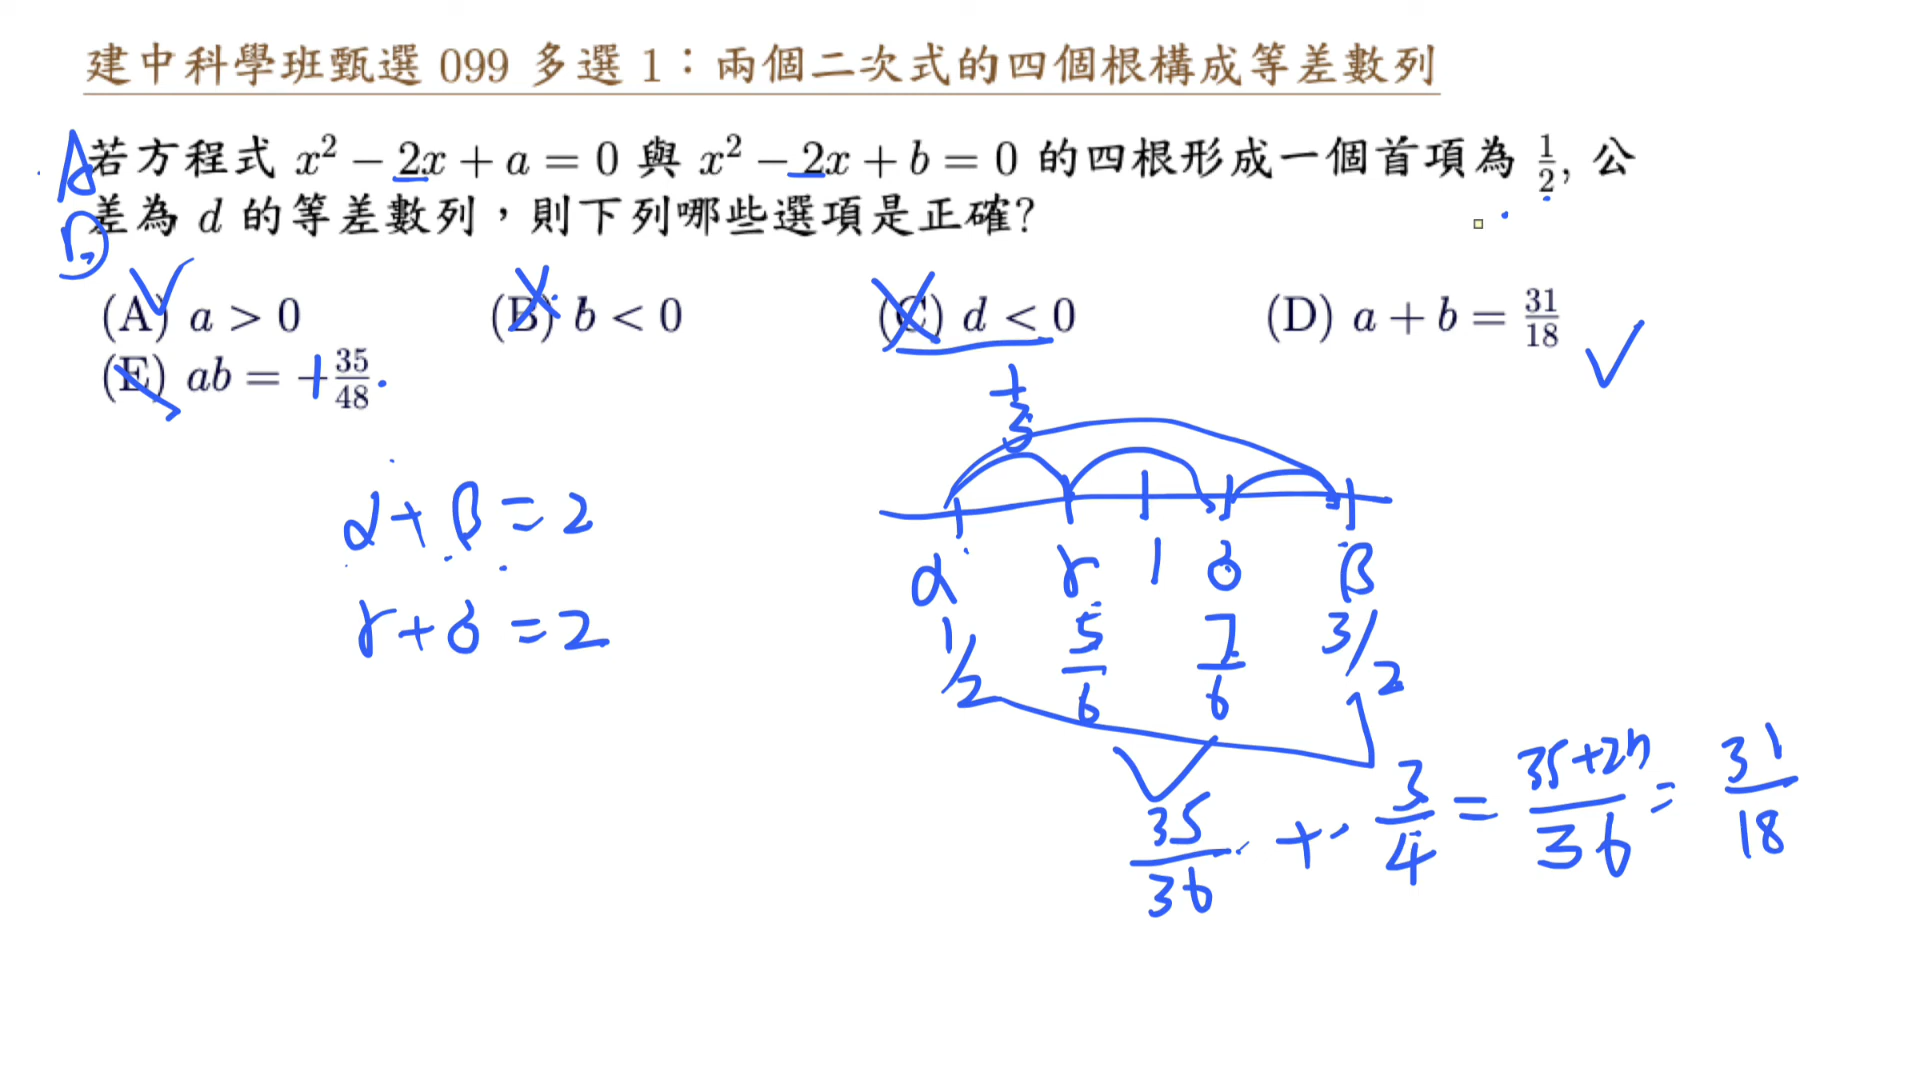 建中科學班甄選 099 多選 1：兩個二次式的四個根構成等差數列
若方程式 x² − 2x + a = 0 與 x² − 2x + b = 0 的四根形成一個首項為 1/2, 公
差為 d 的等差數列，則下列哪些選項是正確?
A
D
(A) a > 0 (B) b < 0 (C) d < 0 (D) a + b = 31/18
(E) ab = + 35/48
1/3
α + β = 2
γ + δ = 2
α γ 1 δ β
1/2 5/6 7/6 3/2
35/36 + 3/4 = 35+27/36 = 31/18